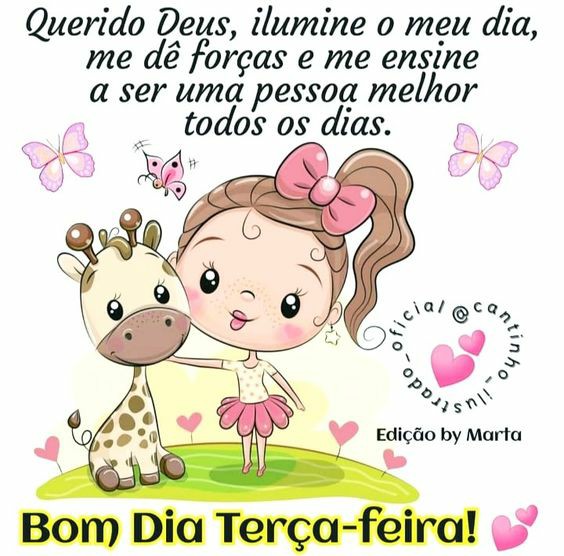 Querido Deus, ilumine o meu dia,
me dê forças e me ensine
a ser uma pessoa melhor
todos os dias.
@cantinho_ilustrado_oficial
Edição by Marta
Bom Dia Terça-feira!